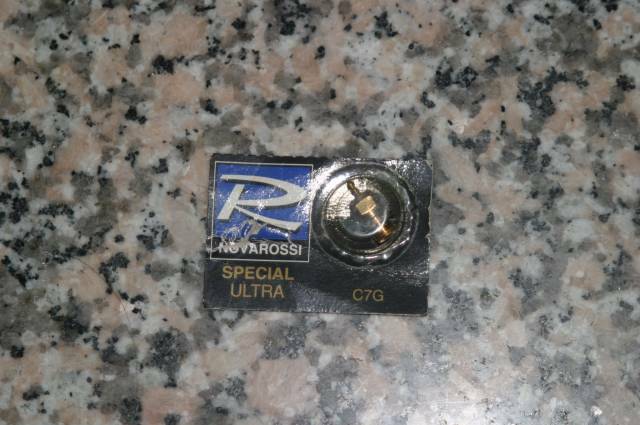 NOVAROSSI
SPECIAL
ULTRA
C7G